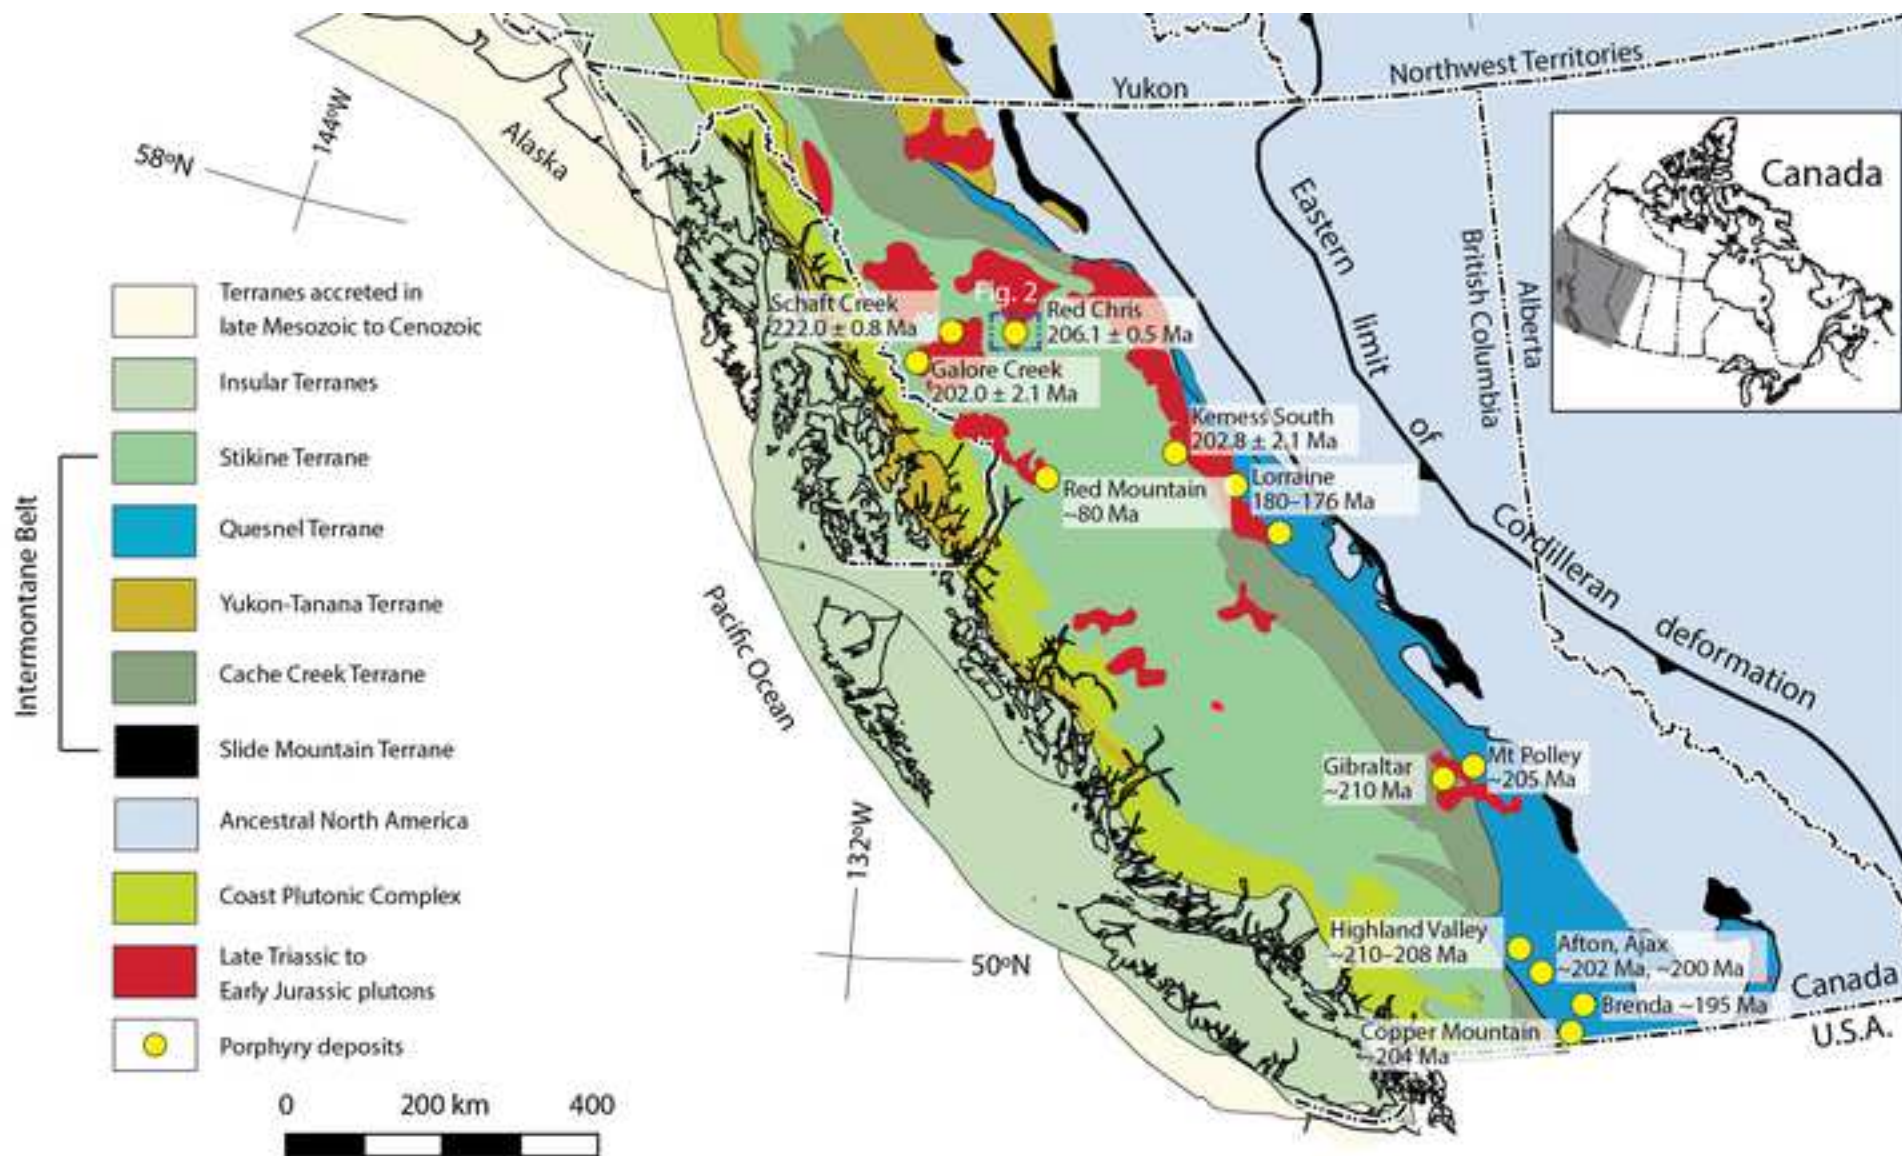 Northwest Territories
Yukon
144°W
58°N
Alaska
Canada
Eastern
limit
of
Cordilleran
deformation
British Columbia
Alberta
Terranes accreted in
late Mesozoic to Cenozoic
Insular Terranes
Stikine Terrane
Quesnel Terrane
Yukon-Tanana Terrane
Cache Creek Terrane
Slide Mountain Terrane
Ancestral North America
Coast Plutonic Complex
Late Triassic to
Early Jurassic plutons
Porphyry deposits
Intermontane Belt
0
200 km
400
Fig. 2
Schaft Creek
222.0 ± 0.8 Ma
Red Chris
206.1 ± 0.5 Ma
Galore Creek
202.0 ± 2.1 Ma
Kemess South
202.8 ± 2.1 Ma
Lorraine
180–176 Ma
Red Mountain
~80 Ma
Pacific Ocean
Gibraltar
~210 Ma
Mt Polley
~205 Ma
132°W
50°N
Highland Valley
~210–208 Ma
Afton, Ajax
~202 Ma, ~200 Ma
Brenda ~195 Ma
Copper Mountain
~204 Ma
Canada
U.S.A.